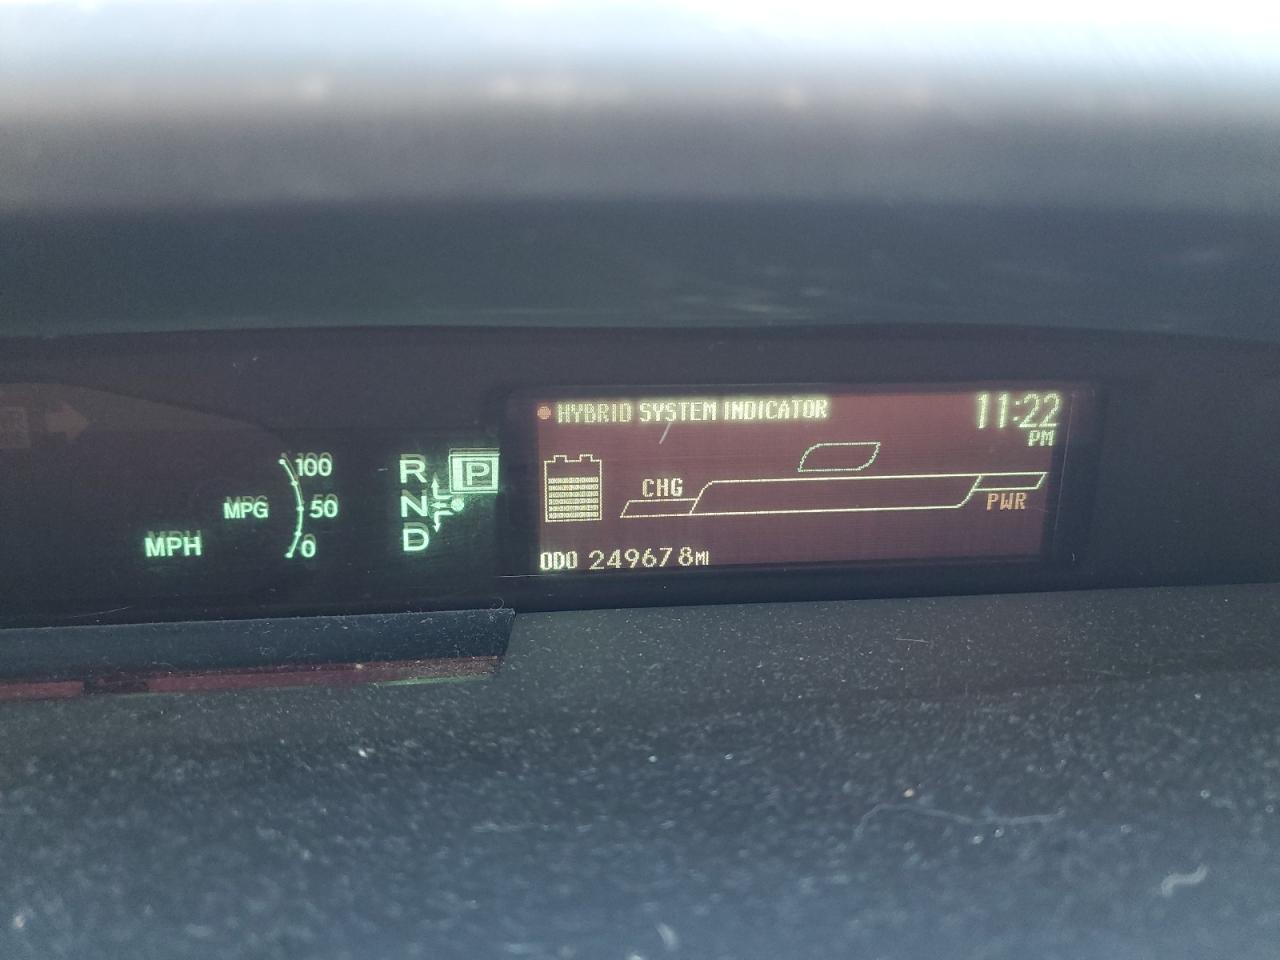 HYBRID SYSTEM INDICATOR
11:22
PM
100
MPG 50
MPH 0
R P
N
D
CHG
PWR
ODO 249678MI